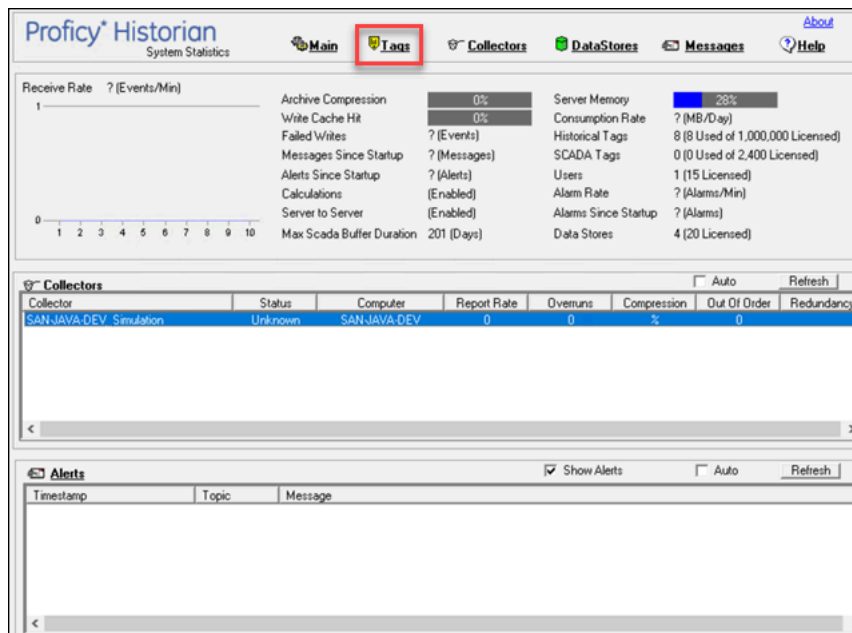 Proficy* Historian
System Statistics
Main Tags Collectors DataStores Messages Help
About
Receive Rate ? (Events/Min)
1
0
1 2 3 4 5 6 7 8 9 10
Archive Compression 0%
Write Cache Hit 0%
Failed Writes ? (Events)
Messages Since Startup ? (Messages)
Alerts Since Startup ? (Alerts)
Calculations (Enabled)
Server to Server (Enabled)
Max Scada Buffer Duration 201 (Days)
Server Memory 28%
Consumption Rate ? (MB/Day)
Historical Tags 8 (8 Used of 1,000,000 Licensed)
SCADA Tags 0 (0 Used of 2,400 Licensed)
Users 1 (15 Licensed)
Alarm Rate ? (Alarms/Min)
Alarms Since Startup ? (Alarms)
Data Stores 4 (20 Licensed)
Collectors Auto Refresh
Collector Status Computer Report Rate Overruns Compression Out Of Order Redundancy
SAN-JAVA-DEV Simulation Unknown SAN-JAVA-DEV 0 0 % 0
Alerts Show Alerts Auto Refresh
Timestamp Topic Message